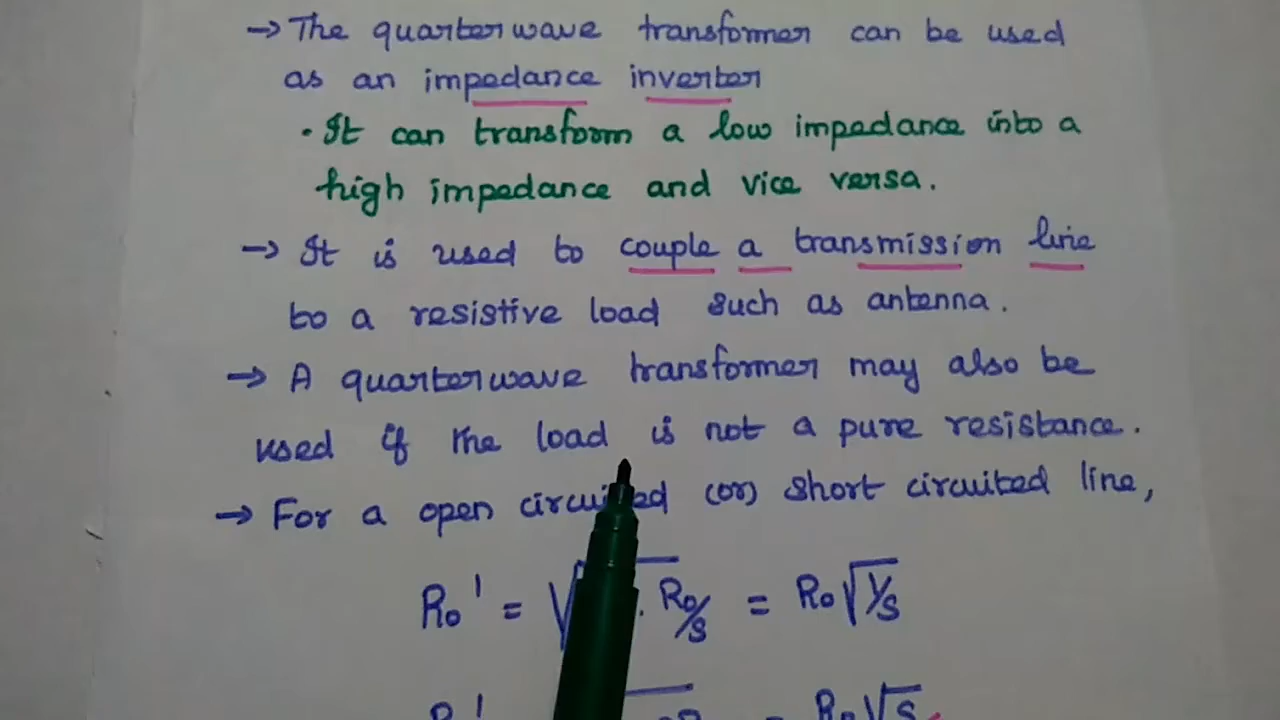 → The quarterwave transformer can be used
as an impedance inverter
· It can transform a low impedance into a
high impedance and vice versa.
→ It is used to couple a transmission line
to a resistive load such as antenna.
→ A quarterwave transformer may also be
used if the load is not a pure resistance.
→ For a open circuited (or) short circuited line,
R₀' = √ . R₀/S = R₀√1/S
R₀' = R₀√S